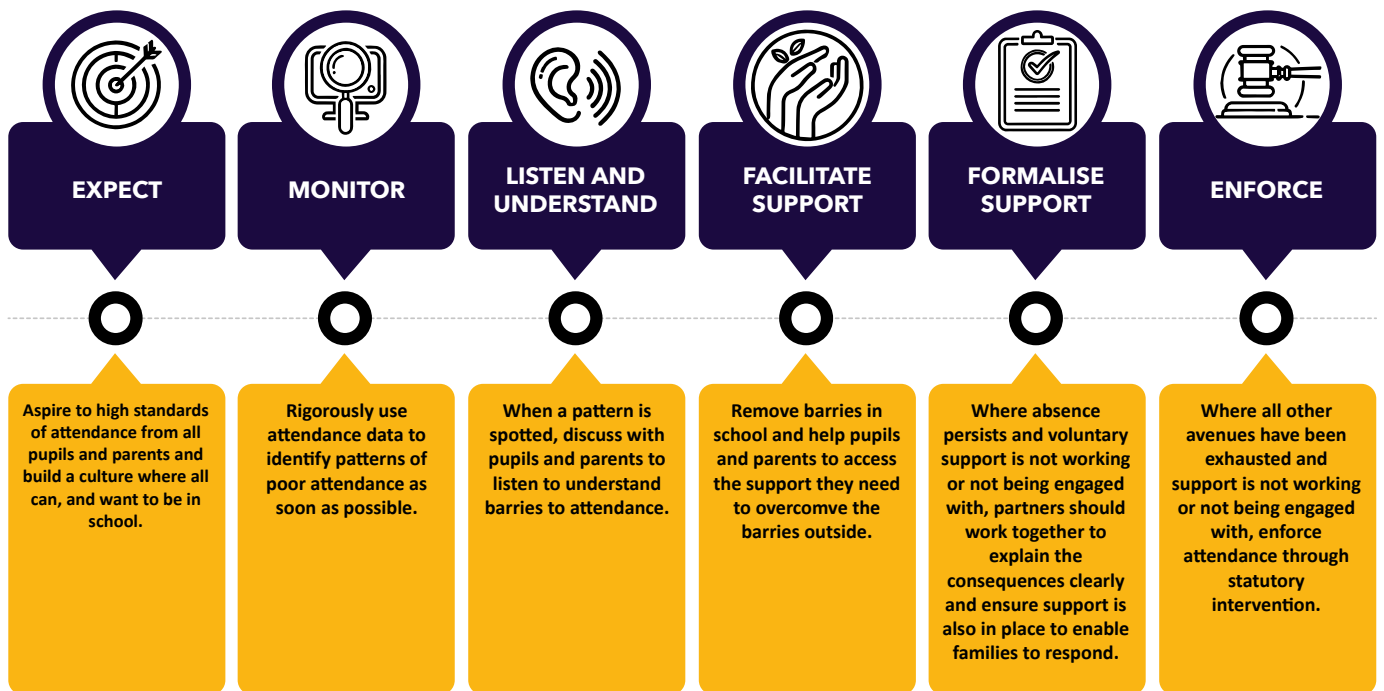 EXPECT
MONITOR
LISTEN AND
UNDERSTAND
FACILITATE
SUPPORT
FORMALISE
SUPPORT
ENFORCE
Aspire to high standards
of attendance from all
pupils and parents and
build a culture where all
can, and want to be in
school.
Rigorously use
attendance data to
identify patterns of
poor attendance as
soon as possible.
When a pattern is
spotted, discuss with
pupils and parents to
listen to understand
barries to attendance.
Remove barries in
school and help pupils
and parents to access
the support they need
to overcomve the
barries outside.
Where absence
persists and voluntary
support is not working
or not being engaged
with, partners should
work together to
explain the
consequences clearly
and ensure support is
also in place to enable
families to respond.
Where all other
avenues have been
exhausted and
support is not working
or not being engaged
with, enforce
attendance through
statutory
intervention.